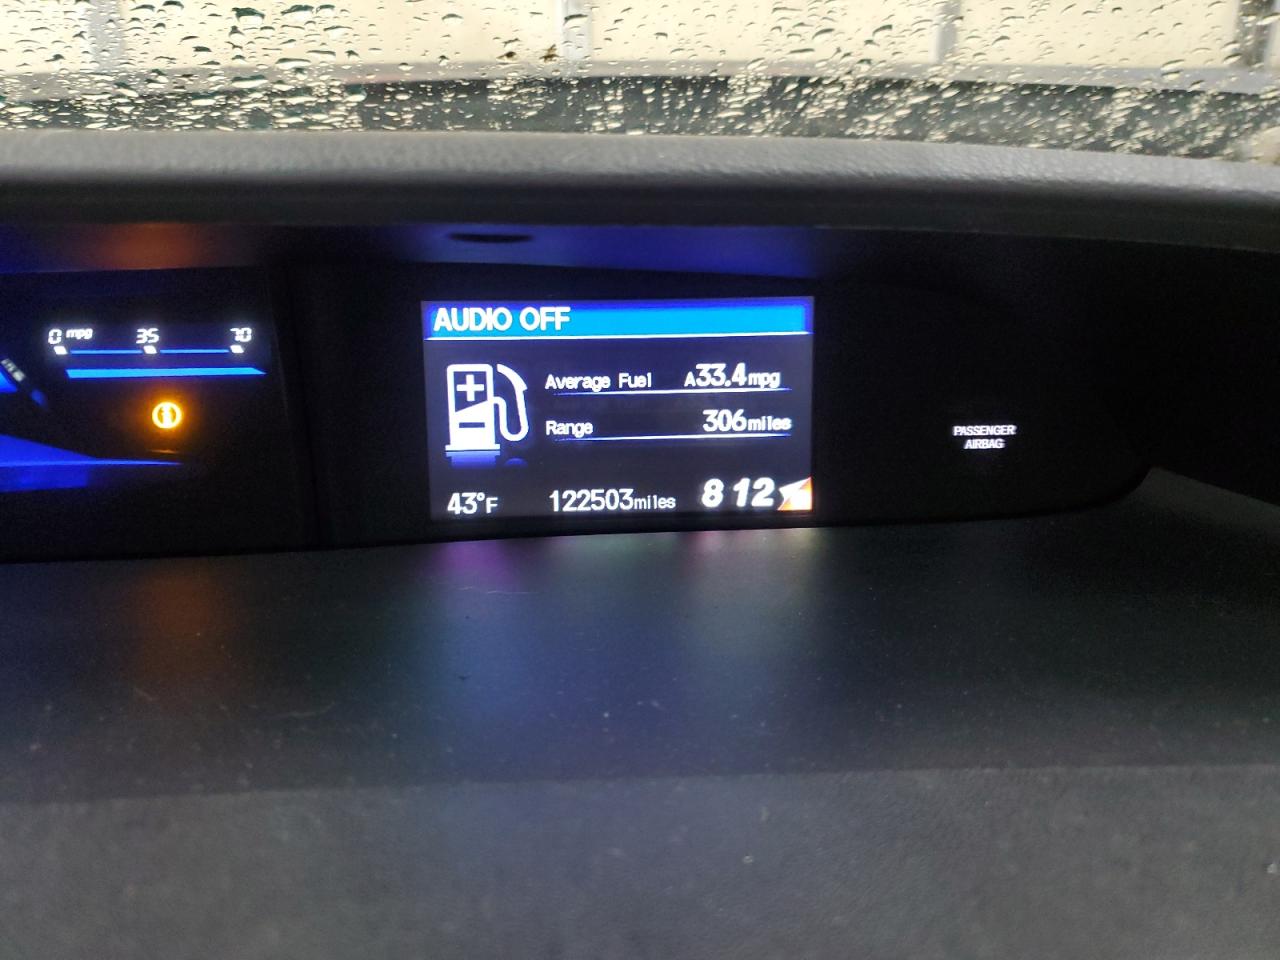 0 mpg 35 70
AUDIO OFF
Average Fuel A33.4mpg
Range 306miles
43°F 122503miles 8 12
PASSENGER
AIRBAG